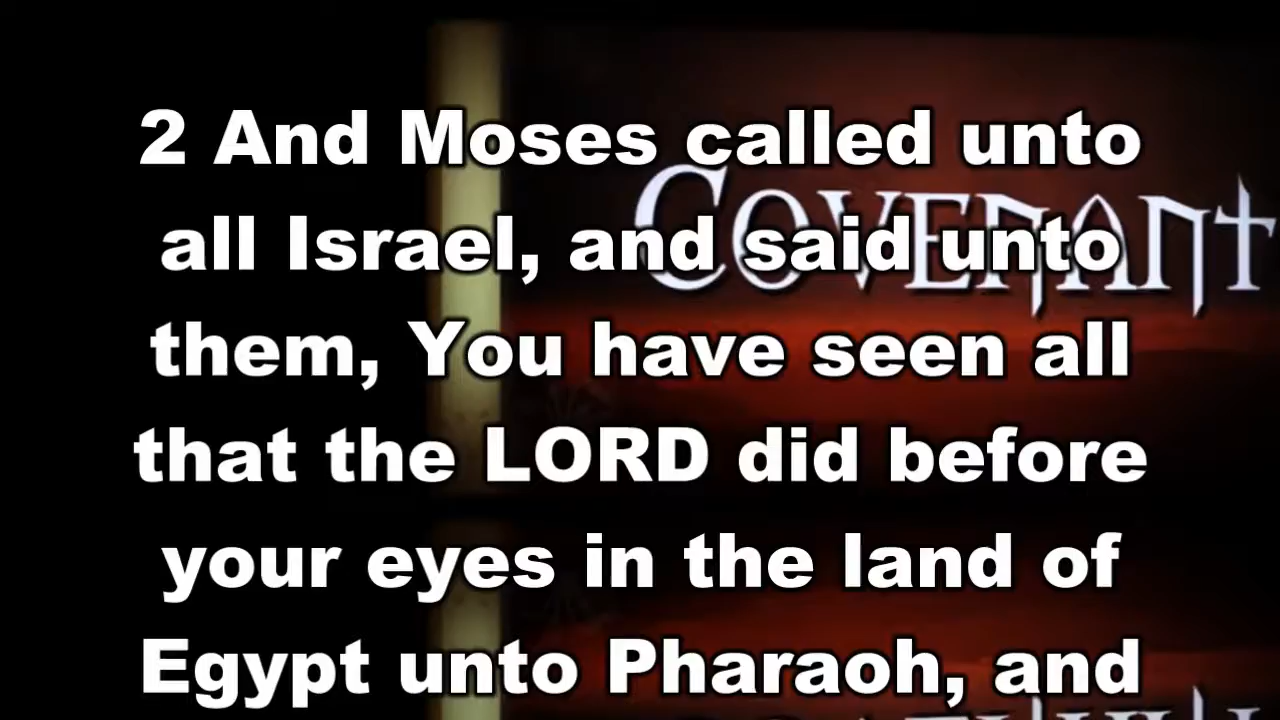 2 And Moses called unto
all Israel, and said unto
them, You have seen all
that the LORD did before
your eyes in the land of
Egypt unto Pharaoh, and
COVENANT